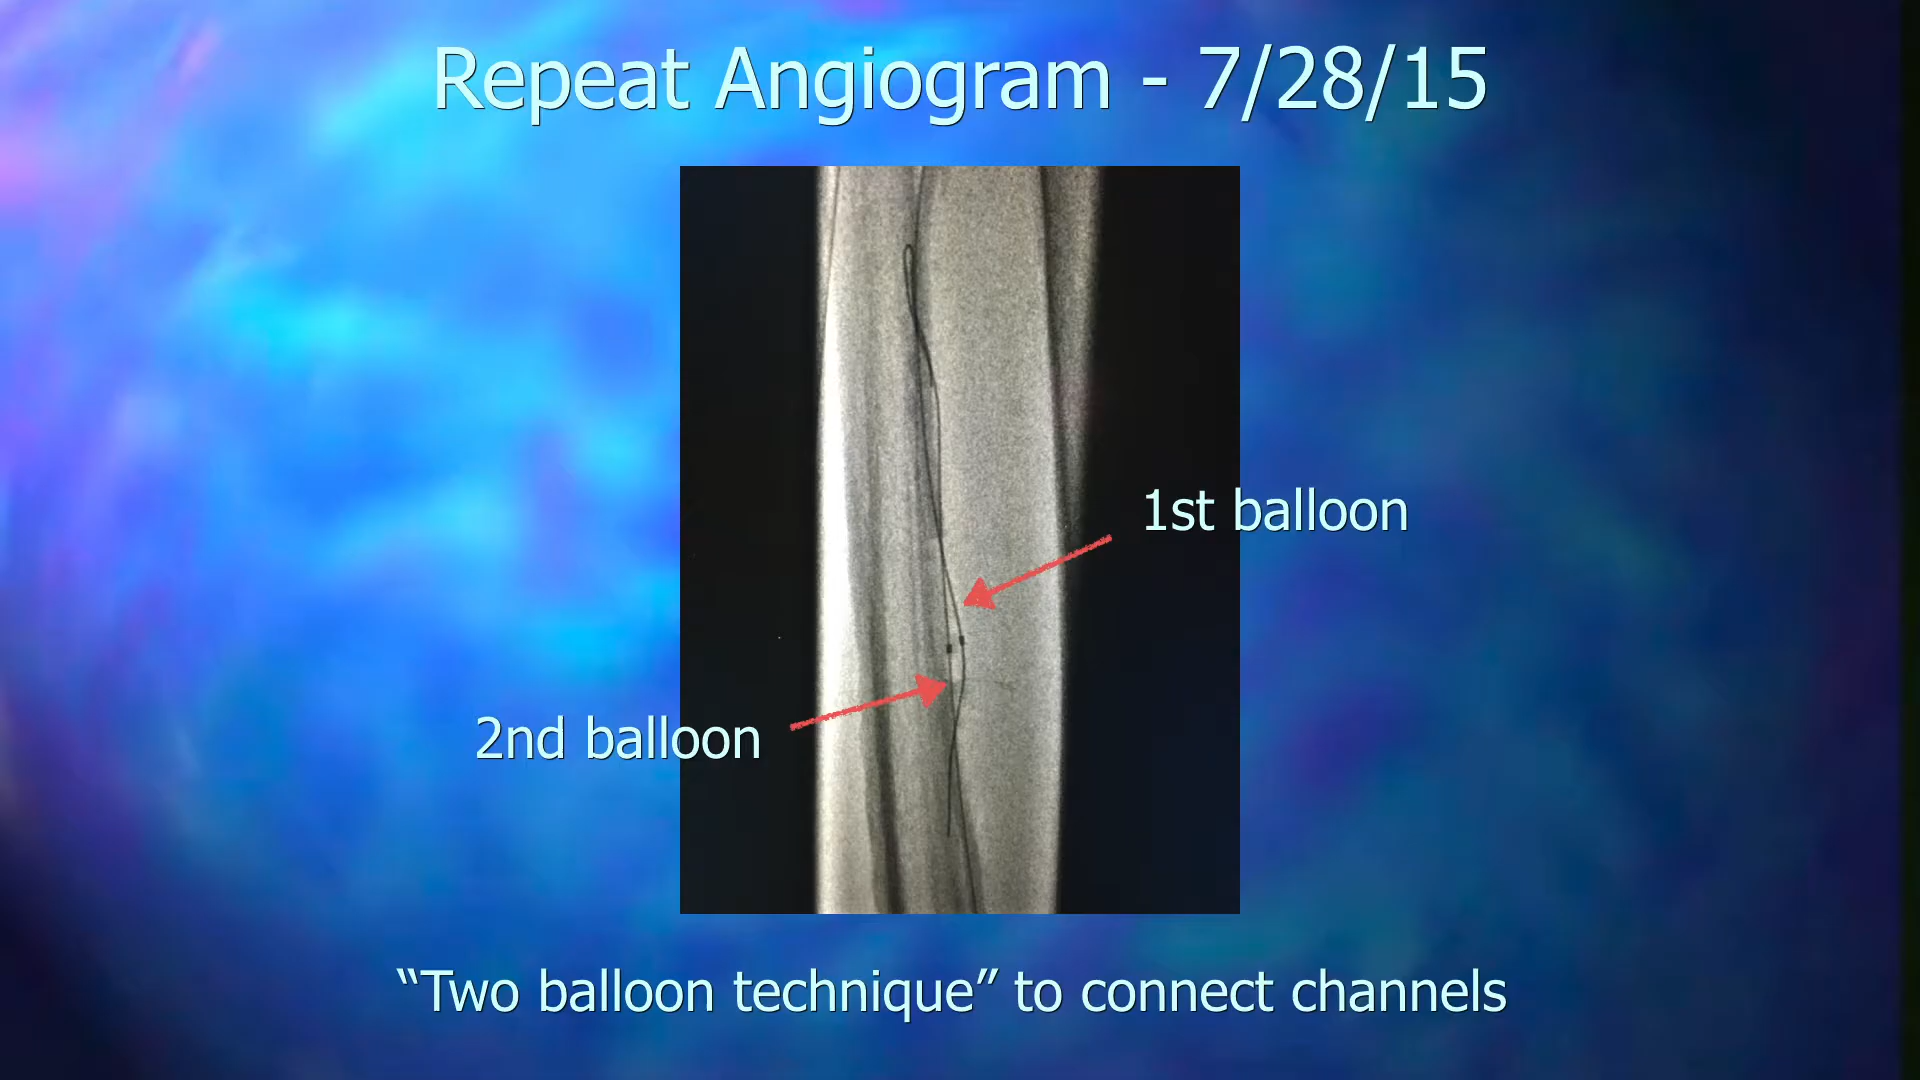 Repeat Angiogram - 7/28/15
1st balloon
2nd balloon
“Two balloon technique” to connect channels